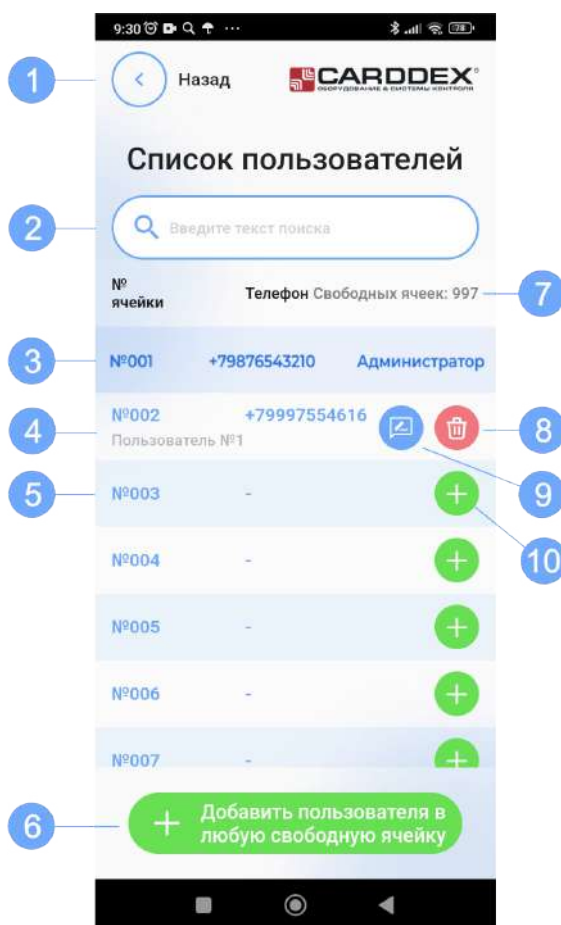 9:30
78
1
Назад
CARDDEX
ОБОРУДОВАНИЕ & СИСТЕМЫ КОНТРОЛЯ
Список пользователей
2
Введите текст поиска
№
ячейки
Телефон Свободных ячеек: 997
7
3
№001 +79876543210 Администратор
4
№002 +79997554616
Пользователь №1
8
9
5
№003 -
10
№004 -
№005 -
№006 -
№007 -
6
Добавить пользователя в
любую свободную ячейку